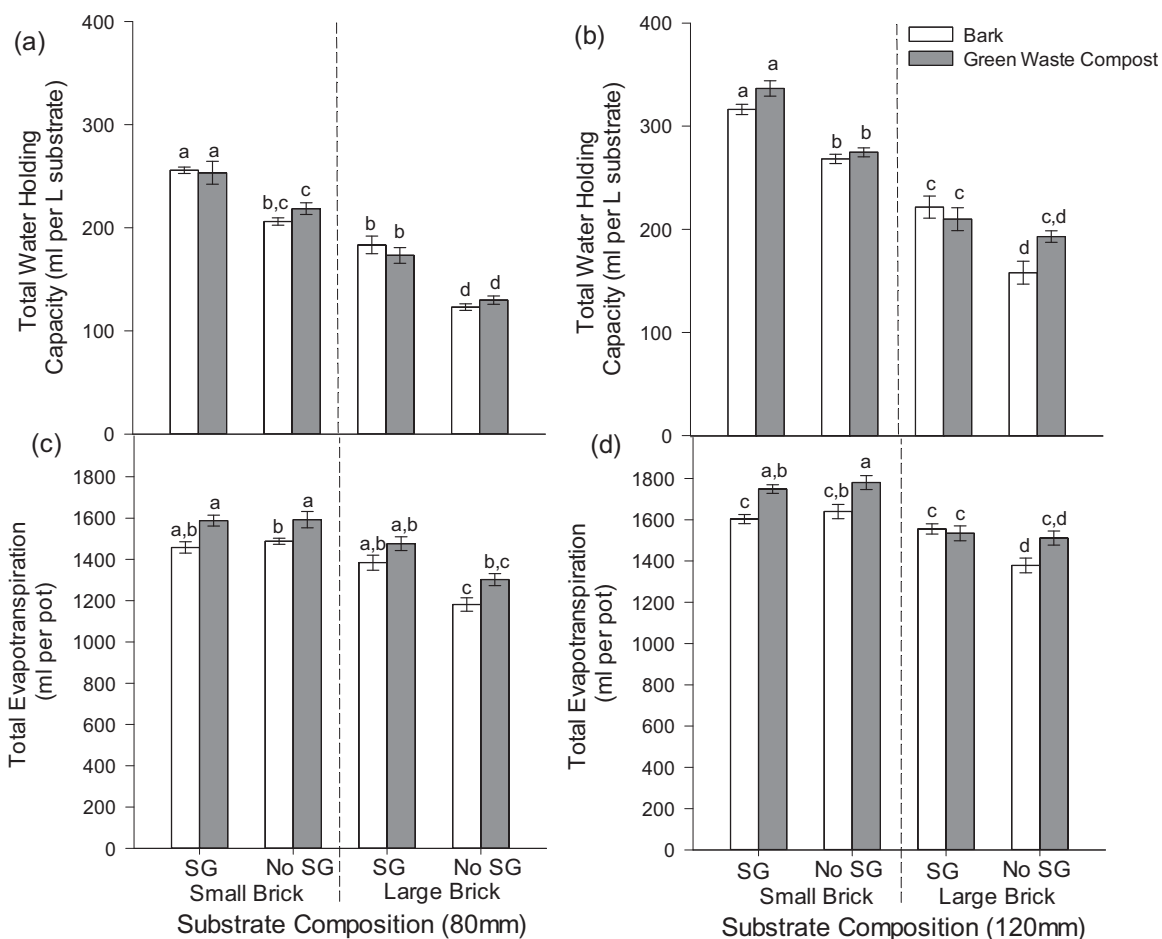 (a)
Total Water Holding
Capacity (ml per L substrate)
400
300
200
100
0
a
a
b,c
c
b
b
d
d
(b)
Bark
Green Waste Compost
Total Water Holding
Capacity (ml per L substrate)
400
300
200
100
0
a
a
b
b
c
c
d
c,d
(c)
Total Evapotranspiration
(ml per pot)
1800
1600
1400
1200
1000
800
600
400
200
0
a,b
a
b
a
a,b
a,b
c
b,c
SG
No SG
SG
No SG
Small Brick
Large Brick
Substrate Composition (80mm)
(d)
Total Evapotranspiration
(ml per pot)
1800
1600
1400
1200
1000
800
600
400
200
0
c
a,b
c,b
a
c
c
d
c,d
SG
No SG
SG
No SG
Small Brick
Large Brick
Substrate Composition (120mm)